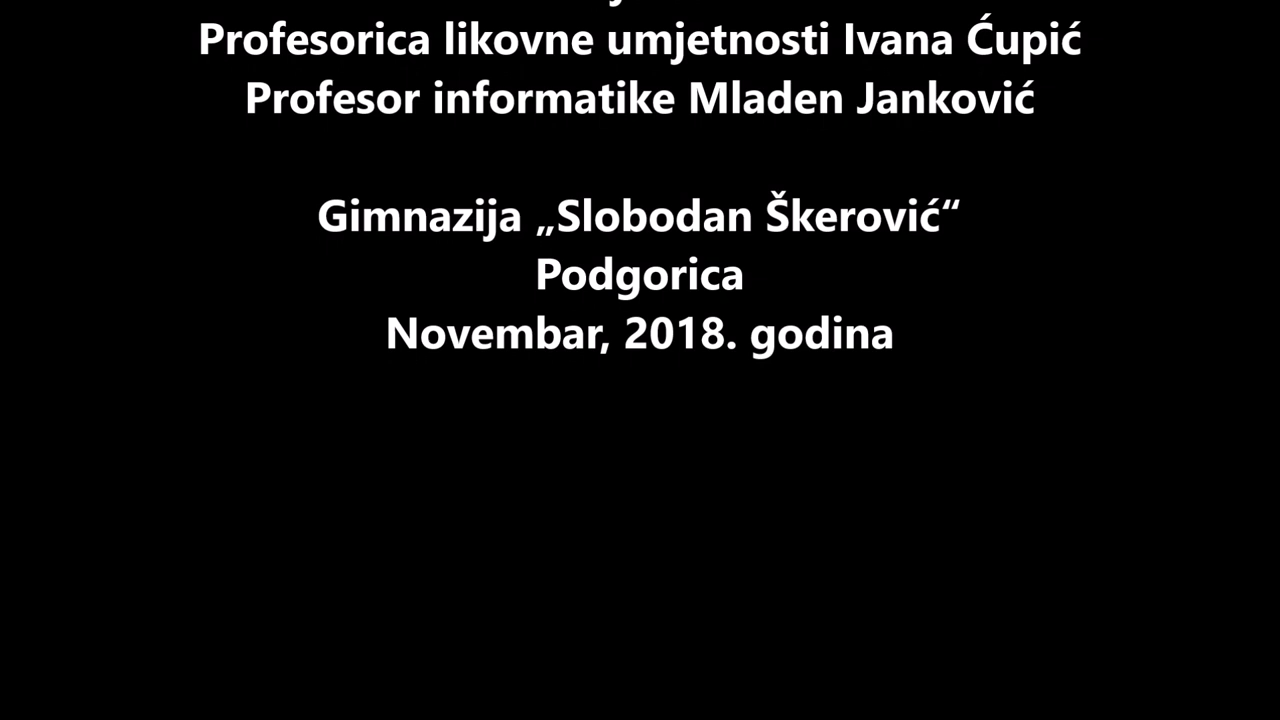 Profesorica likovne umjetnosti Ivana Ćupić
Profesor informatike Mladen Janković
Gimnazija „Slobodan Škerović“
Podgorica
Novembar, 2018. godina